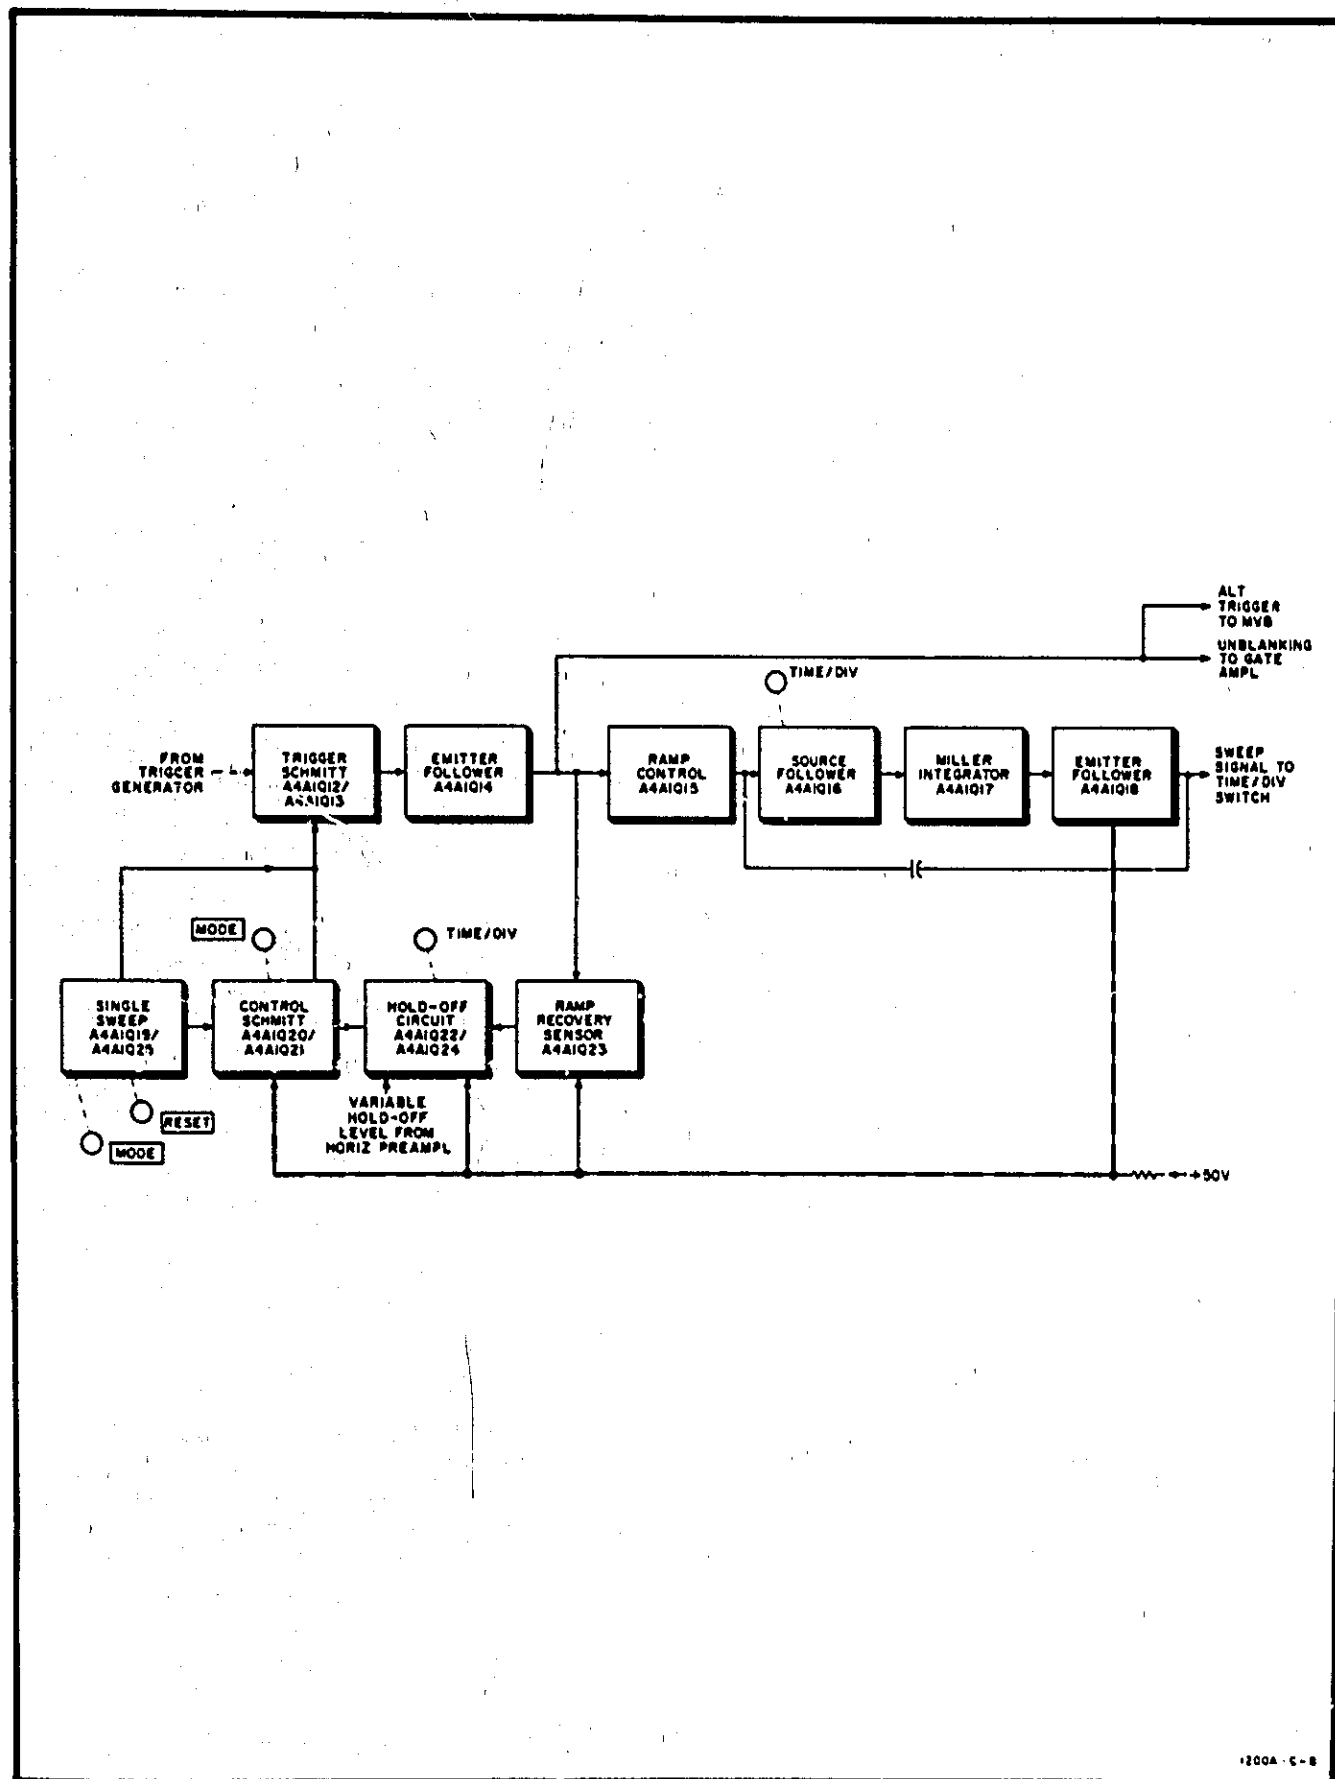 ALT
TRIGGER
TO MVB
UNBLANKING
TO GATE
AMPL
TIME/DIV
FROM
TRIGGER
GENERATOR
TRIGGER
SCHMITT
A4A1Q12/
A4A1Q13
EMITTER
FOLLOWER
A4A1Q14
RAMP
CONTROL
A4A1Q15
SOURCE
FOLLOWER
A4A1Q16
MILLER
INTEGRATOR
A4A1Q17
EMITTER
FOLLOWER
A4A1Q18
SWEEP
SIGNAL TO
TIME/DIV
SWITCH
MODE
TIME/DIV
SINGLE
SWEEP
A4A1Q19/
A4A1Q25
CONTROL
SCHMITT
A4A1Q20/
A4A1Q21
HOLD-OFF
CIRCUIT
A4A1Q22/
A4A1Q24
RAMP
RECOVERY
SENSOR
A4A1Q23
RESET
MODE
VARIABLE
HOLD-OFF
LEVEL FROM
HORIZ PREAMPL
+50V